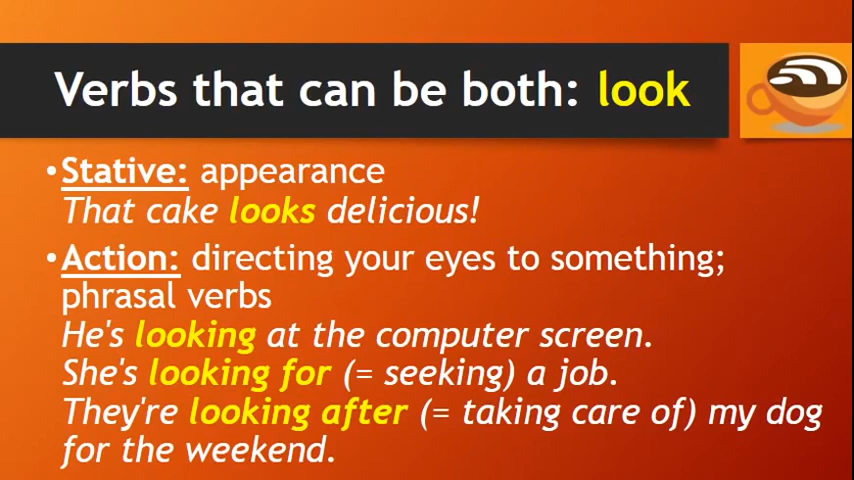 Verbs that can be both: look
•Stative: appearance
That cake looks delicious!
•Action: directing your eyes to something;
phrasal verbs
He's looking at the computer screen.
She's looking for (= seeking) a job.
They're looking after (= taking care of) my dog
for the weekend.